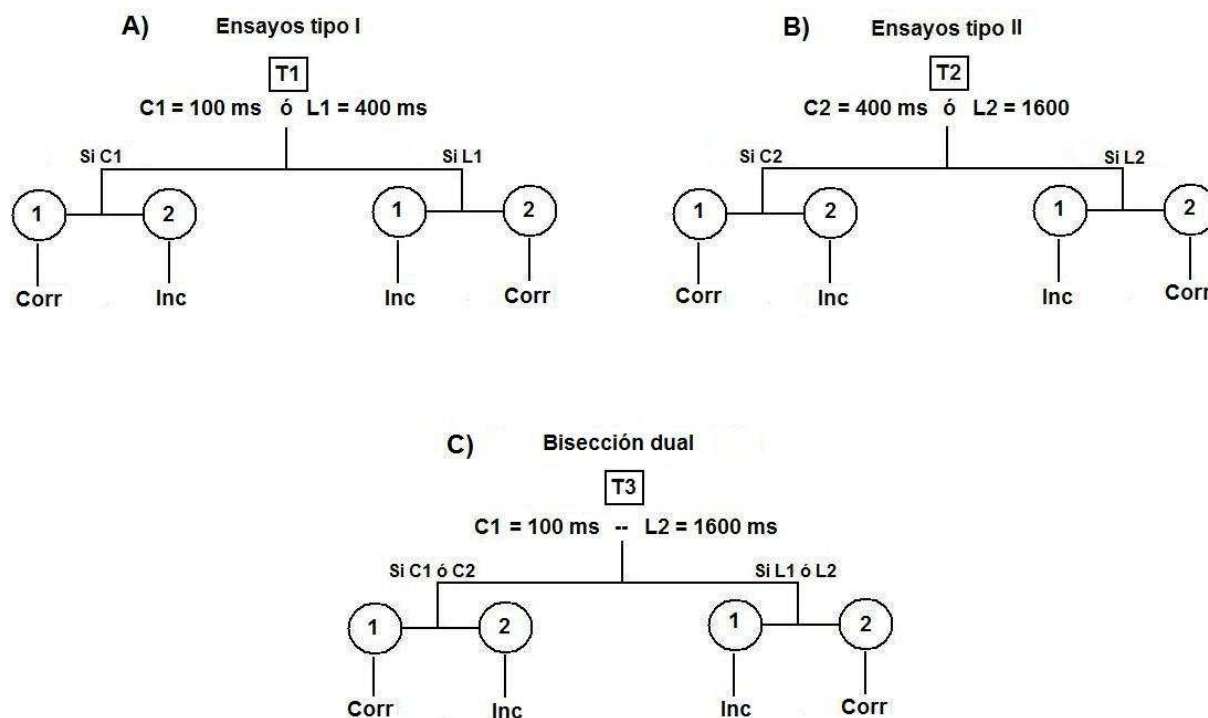 A) Ensayos tipo I
T1
C1 = 100 ms ó L1 = 400 ms
Si C1 Si L1
1 2 1 2
Corr Inc Inc Corr
B) Ensayos tipo II
T2
C2 = 400 ms ó L2 = 1600
Si C2 Si L2
1 2 1 2
Corr Inc Inc Corr
C) Bisección dual
T3
C1 = 100 ms -- L2 = 1600 ms
Si C1 ó C2 Si L1 ó L2
1 2 1 2
Corr Inc Inc Corr